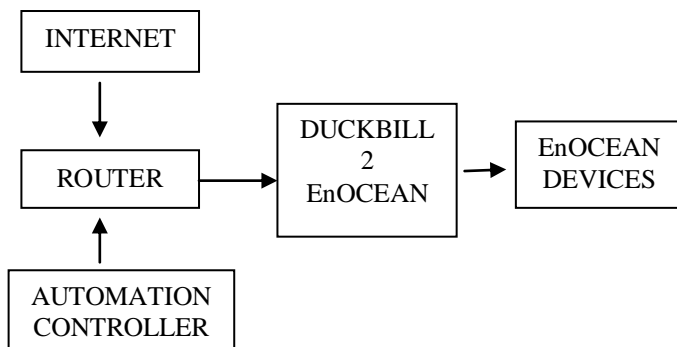 INTERNET
ROUTER
AUTOMATION
CONTROLLER
DUCKBILL
2
EnOCEAN
EnOCEAN
DEVICES